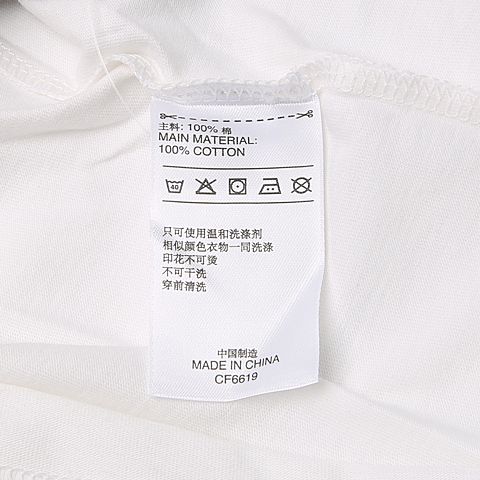 主料: 100% 棉
MAIN MATERIAL:
100% COTTON
40
只可使用温和洗涤剂
相似颜色衣物一同洗涤
印花不可烫
不可干洗
穿前清洗
中国制造
MADE IN CHINA
CF6619